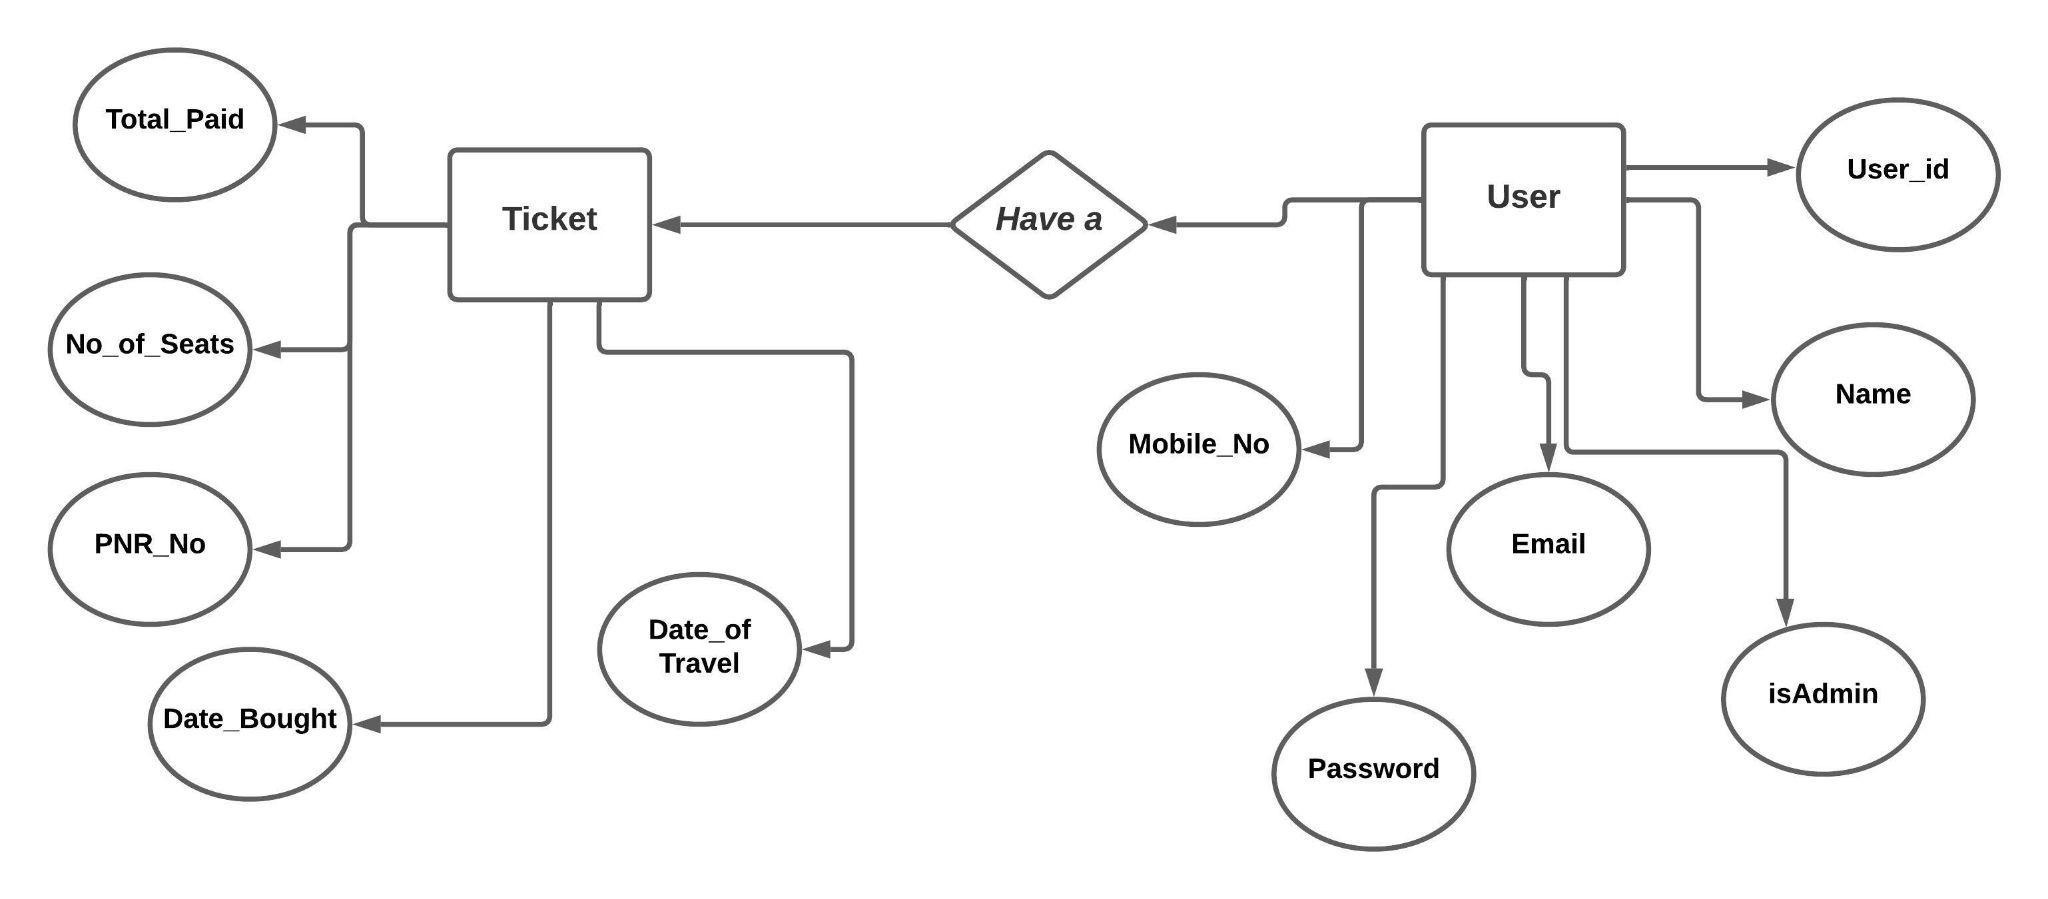 Total_Paid
Ticket
Have a
User
User_id
No_of_Seats
Name
Mobile_No
PNR_No
Email
Date_of
Travel
Date_Bought
isAdmin
Password